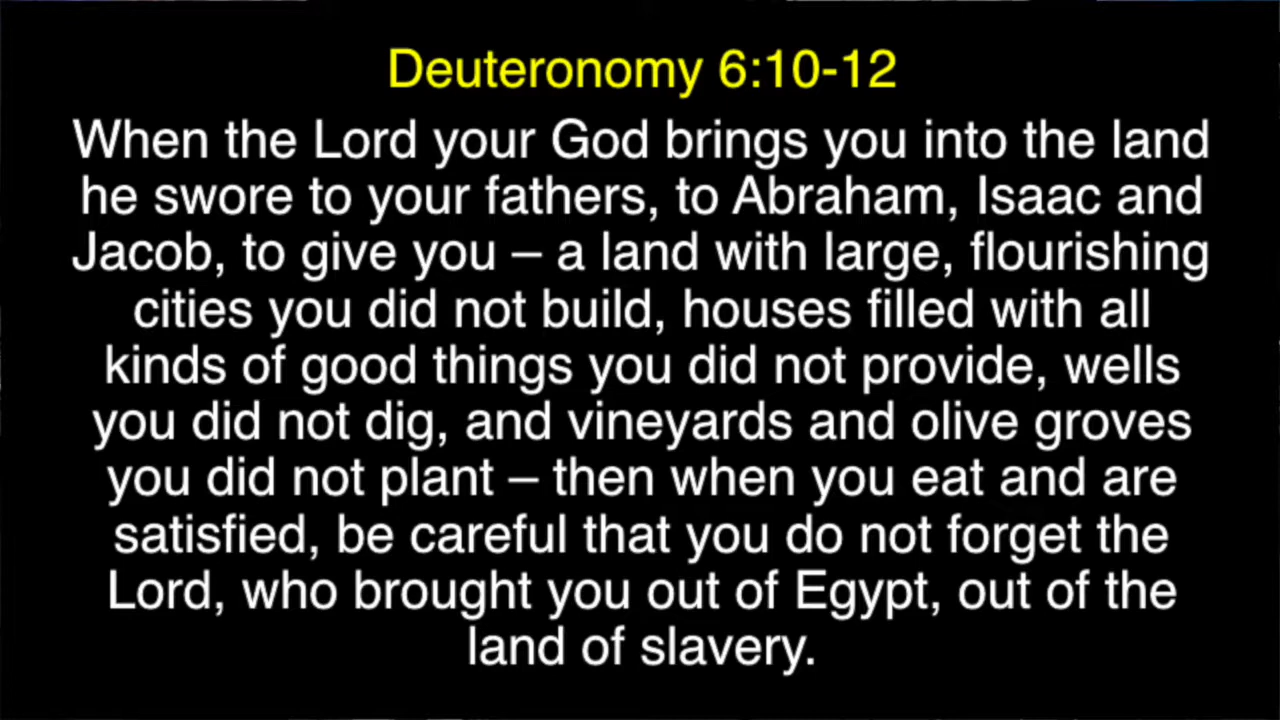 Deuteronomy 6:10-12
When the Lord your God brings you into the land
he swore to your fathers, to Abraham, Isaac and
Jacob, to give you – a land with large, flourishing
cities you did not build, houses filled with all
kinds of good things you did not provide, wells
you did not dig, and vineyards and olive groves
you did not plant – then when you eat and are
satisfied, be careful that you do not forget the
Lord, who brought you out of Egypt, out of the
land of slavery.